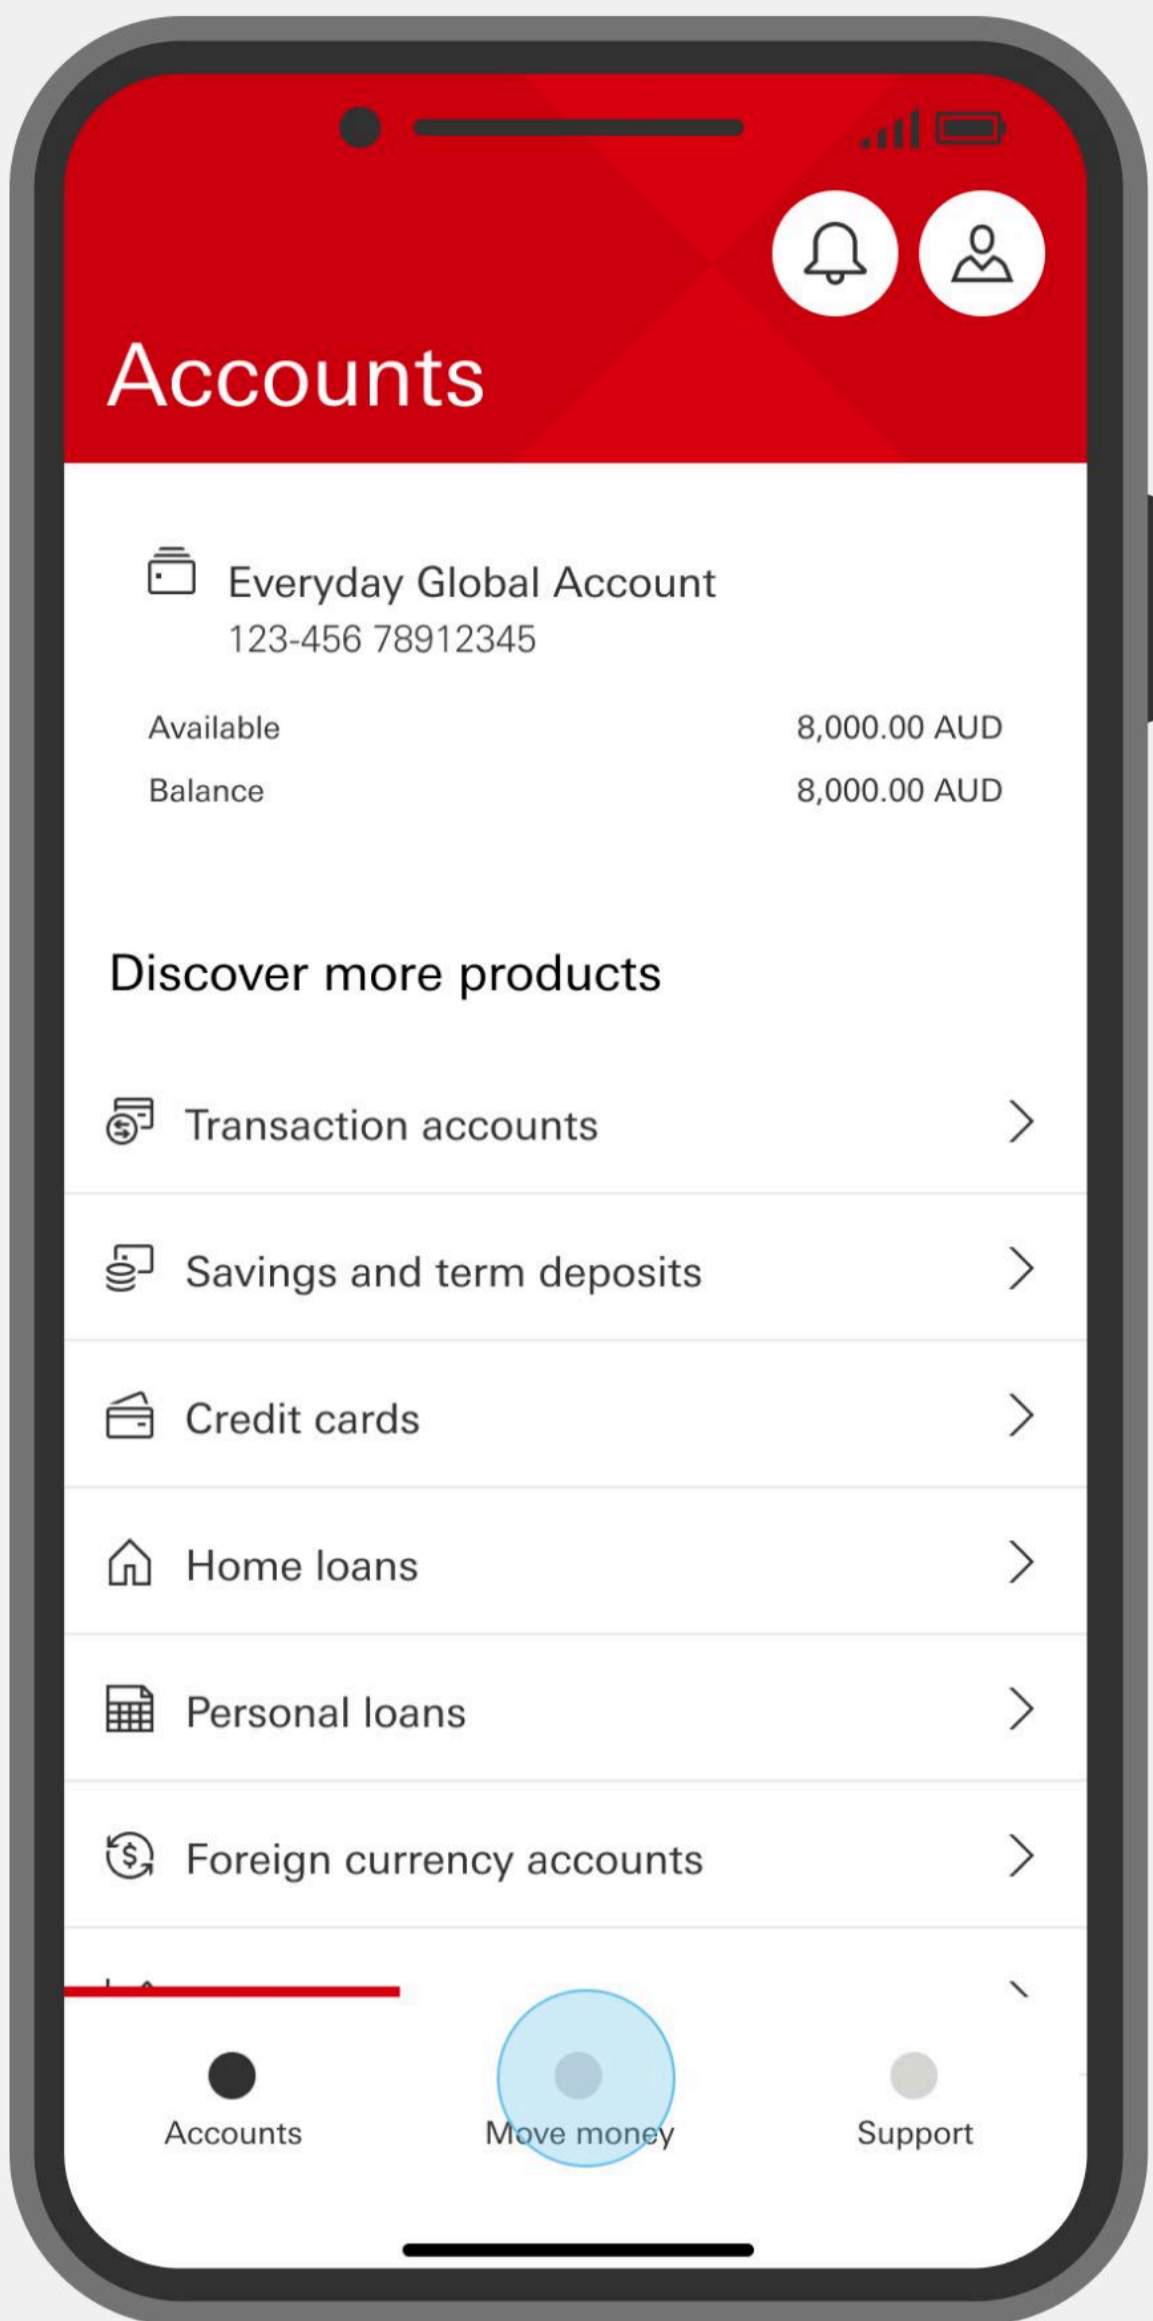 Accounts
Everyday Global Account
123-456 78912345
Available 8,000.00 AUD
Balance 8,000.00 AUD
Discover more products
Transaction accounts
Savings and term deposits
Credit cards
Home loans
Personal loans
Foreign currency accounts
Accounts Move money Support